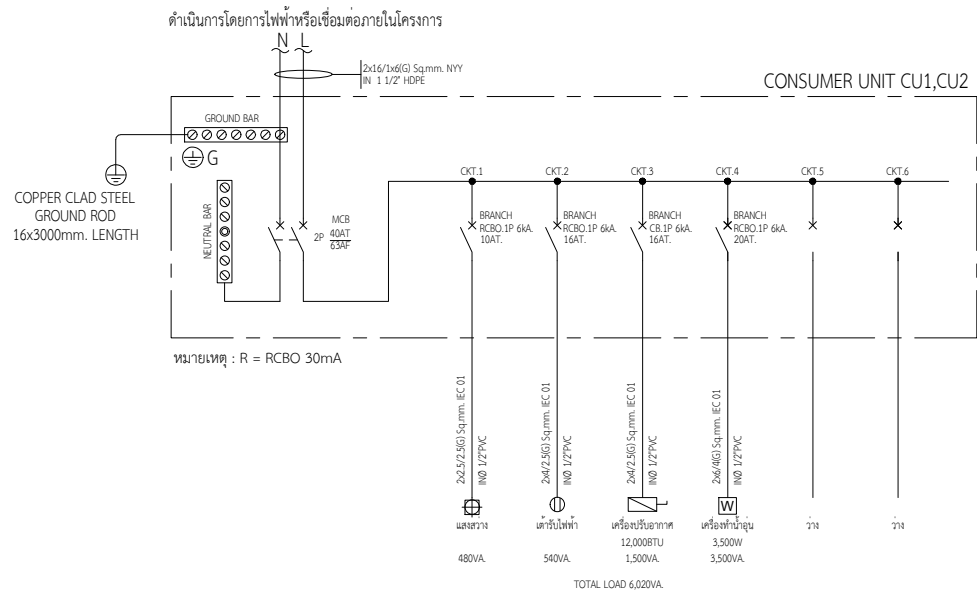 ดำเนินการโดยการไฟฟ้าหรือเชื่อมต่อภายในโครงการ
N L
2x16/1x6(G) Sq.mm. NYY
IN 1 1/2" HDPE
CONSUMER UNIT CU1,CU2
GROUND BAR
G
COPPER CLAD STEEL
GROUND ROD
16x3000mm. LENGTH
NEUTRAL BAR
2P
MCB
40AT
63AF
CKT.1
CKT.2
CKT.3
CKT.4
CKT.5
CKT.6
BRANCH
RCBO.1P 6kA.
10AT.
BRANCH
RCBO.1P 6kA.
16AT.
BRANCH
CB.1P 6kA.
16AT.
BRANCH
RCBO.1P 6kA.
20AT.
หมายเหตุ : R = RCBO 30mA
2x2.5/2.5(G) Sq.mm. IEC 01
INØ 1/2"PVC
2x4/2.5(G) Sq.mm. IEC 01
INØ 1/2"PVC
2x4/2.5(G) Sq.mm. IEC 01
INØ 1/2"PVC
2x6/4(G) Sq.mm. IEC 01
INØ 1/2"PVC
W
แสงสว่าง
480VA.
เต้ารับไฟฟ้า
540VA.
เครื่องปรับอากาศ
12,000BTU
1,500VA.
เครื่องทำน้ำอุ่น
3,500W
3,500VA.
ว่าง
ว่าง
TOTAL LOAD 6,020VA.